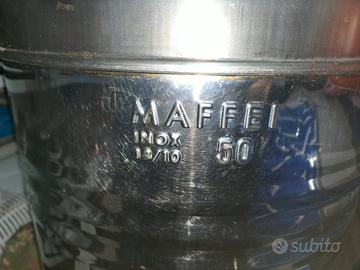 MAFFEI
INOX
18/10 50
subito